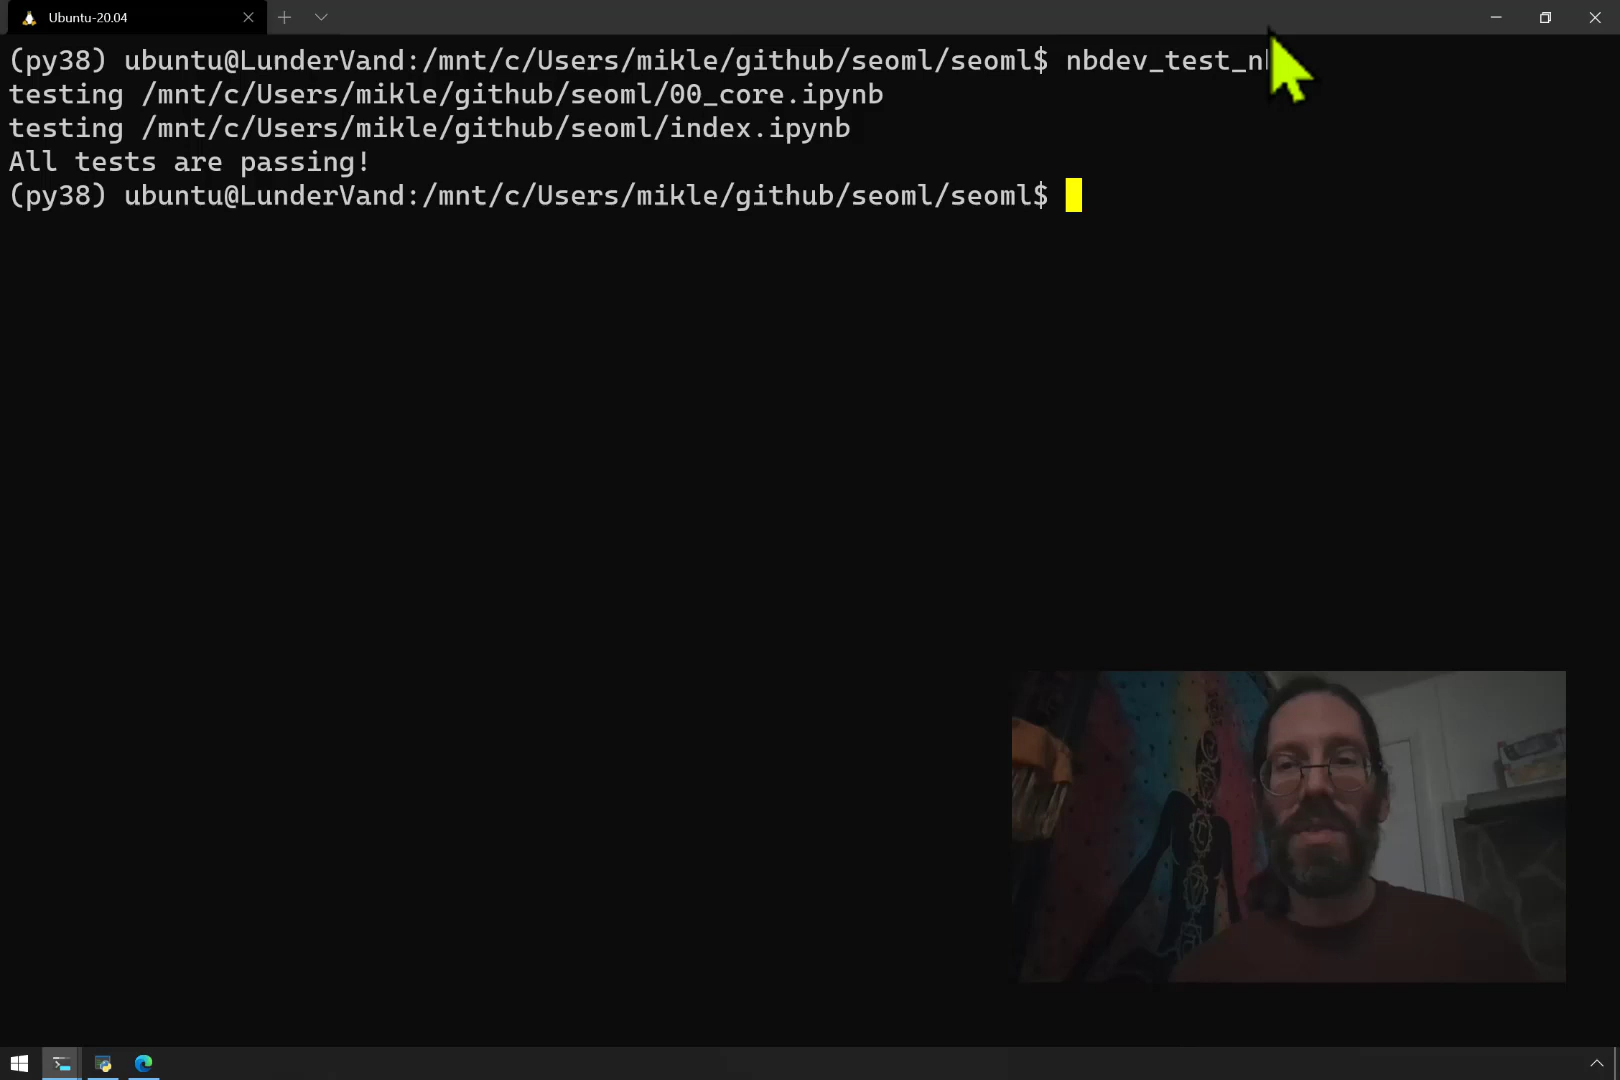 Ubuntu-20.04
(py38) ubuntu@LunderVand:/mnt/c/Users/mikle/github/seoml/seoml$
testing /mnt/c/Users/mikle/github/seoml/00_core.ipynb
testing /mnt/c/Users/mikle/github/seoml/index.ipynb
All tests are passing!
(py38) ubuntu@LunderVand:/mnt/c/Users/mikle/github/seoml/seoml$